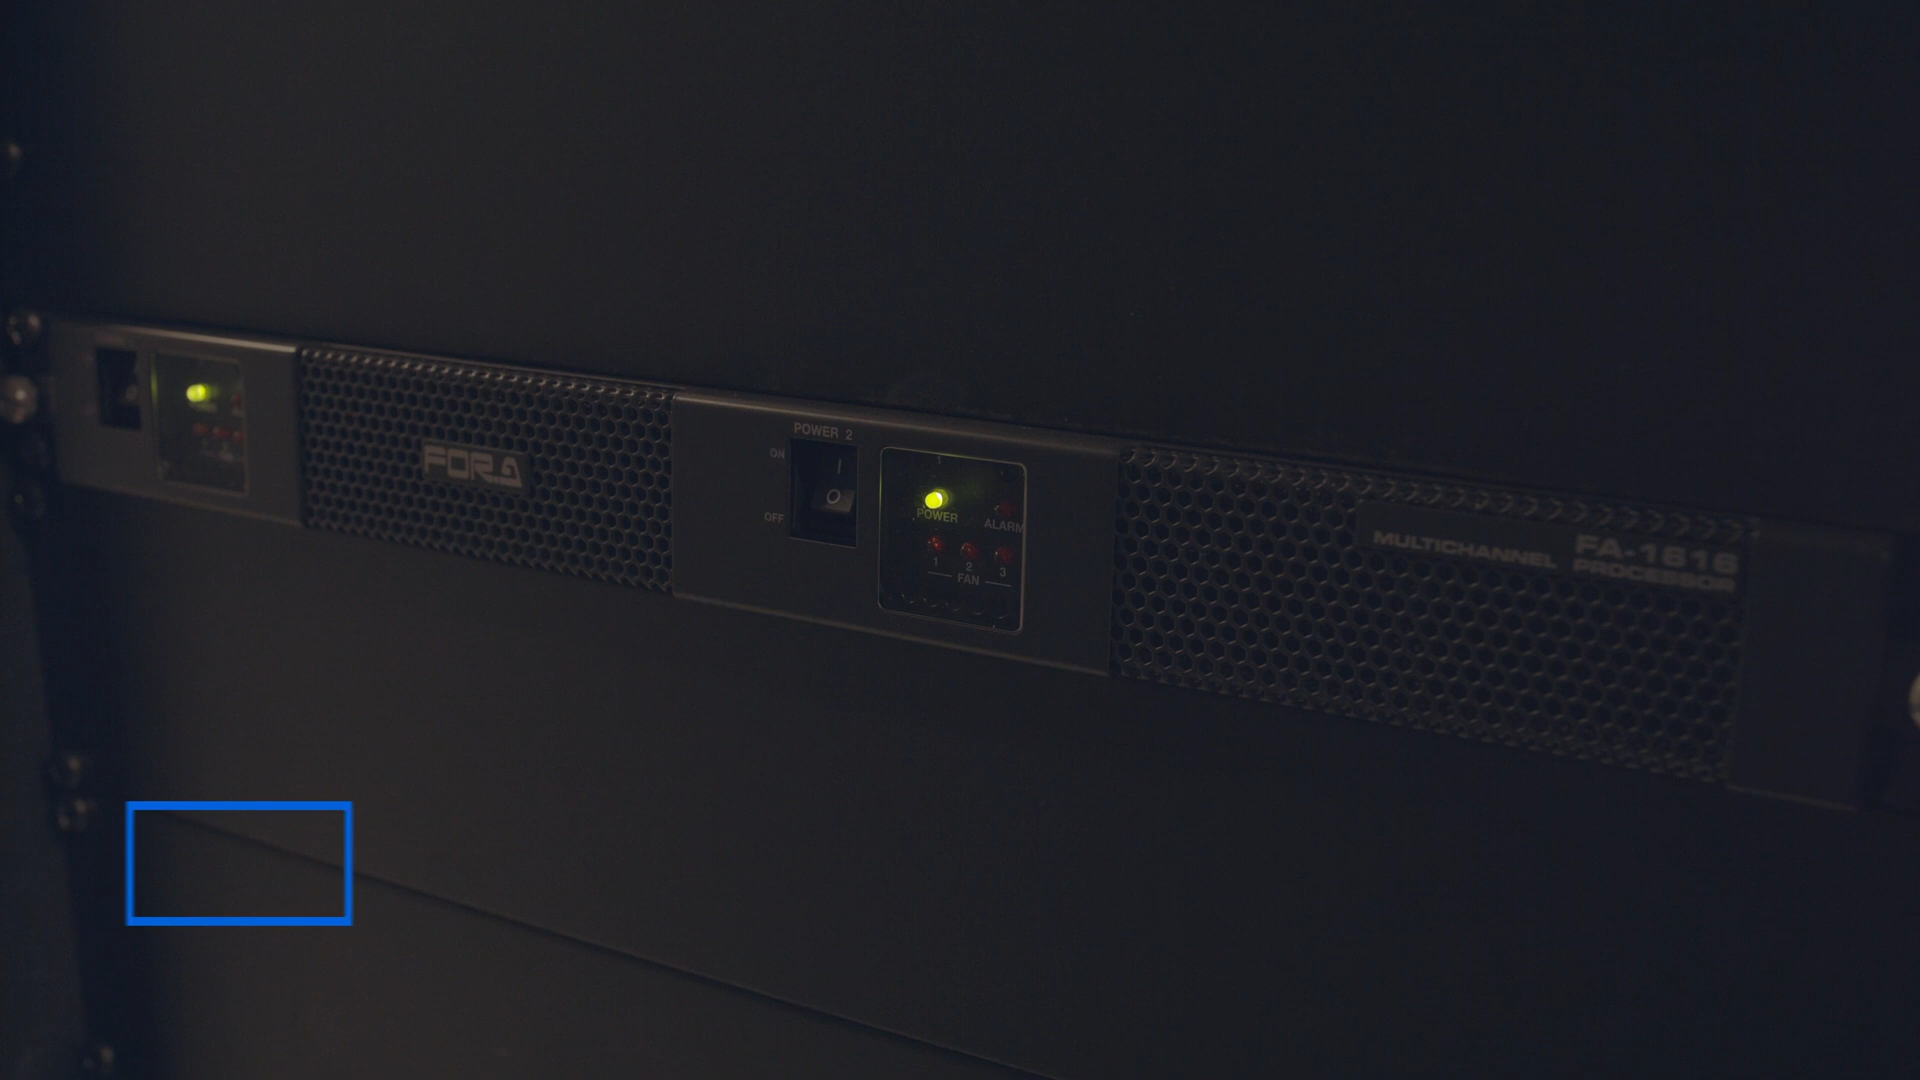 FOR.A
POWER 2
ON
I
O
OFF
POWER
ALARM
1 2 3
FAN
FA-1616
MULTICHANNEL PROCESSOR